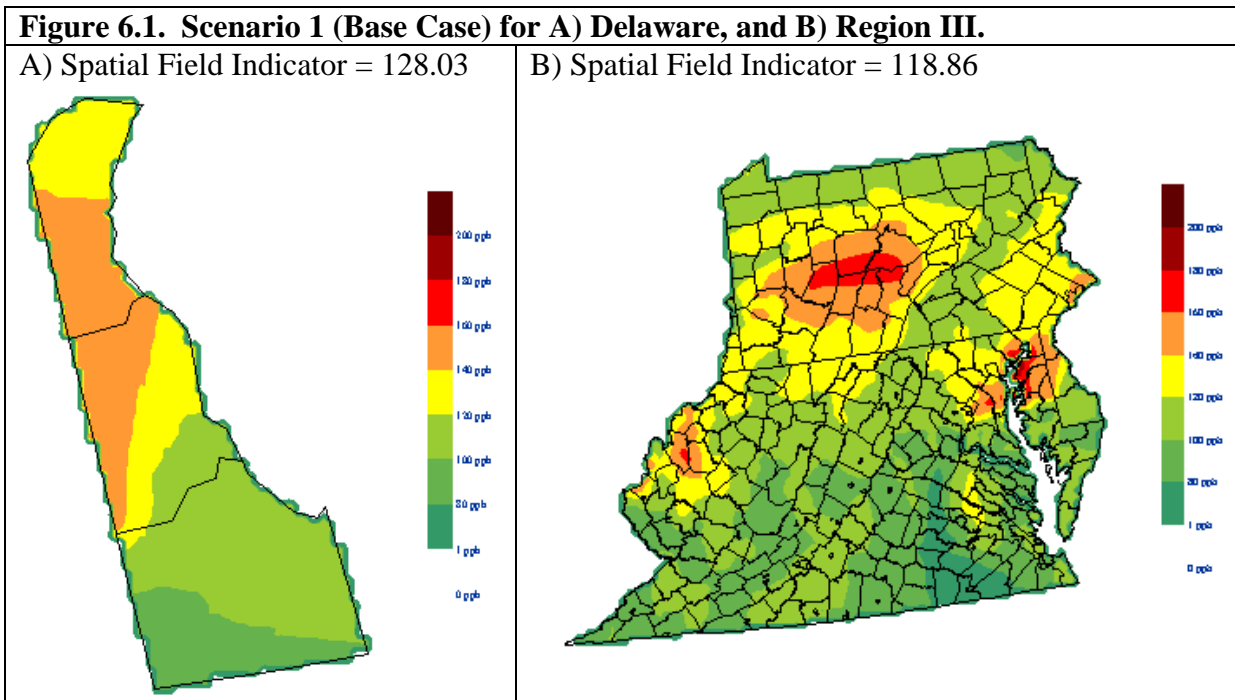 Figure 6.1. Scenario 1 (Base Case) for A) Delaware, and B) Region III.
A) Spatial Field Indicator = 128.03
B) Spatial Field Indicator = 118.86
200 ppb
180 ppb
160 ppb
140 ppb
120 ppb
100 ppb
80 ppb
1 ppb
0 ppb
200 ppb
180 ppb
160 ppb
140 ppb
120 ppb
100 ppb
80 ppb
1 ppb
0 ppb